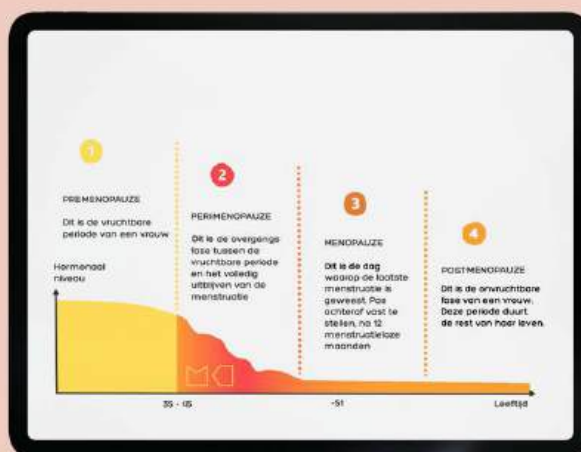 1
PREMENOPAUZE
Dit is de vruchtbare
periode van een vrouw
2
PERIMENOPAUZE
Dit is de overgangs
fase tussen de
vruchtbare periode
en het volledig
uitblijven van de
menstruatie
3
MENOPAUZE
Dit is de dag
waarop de laatste
menstruatie is
geweest. Pas
achteraf vast te
stellen, na 12
menstruatieloze
maanden
4
POSTMENOPAUZE
Dit is de onvruchtbare
fase van een vrouw.
Deze periode duurt
de rest van haar leven.
Hormonaal
niveau
35 - 45
~51
Leeftijd